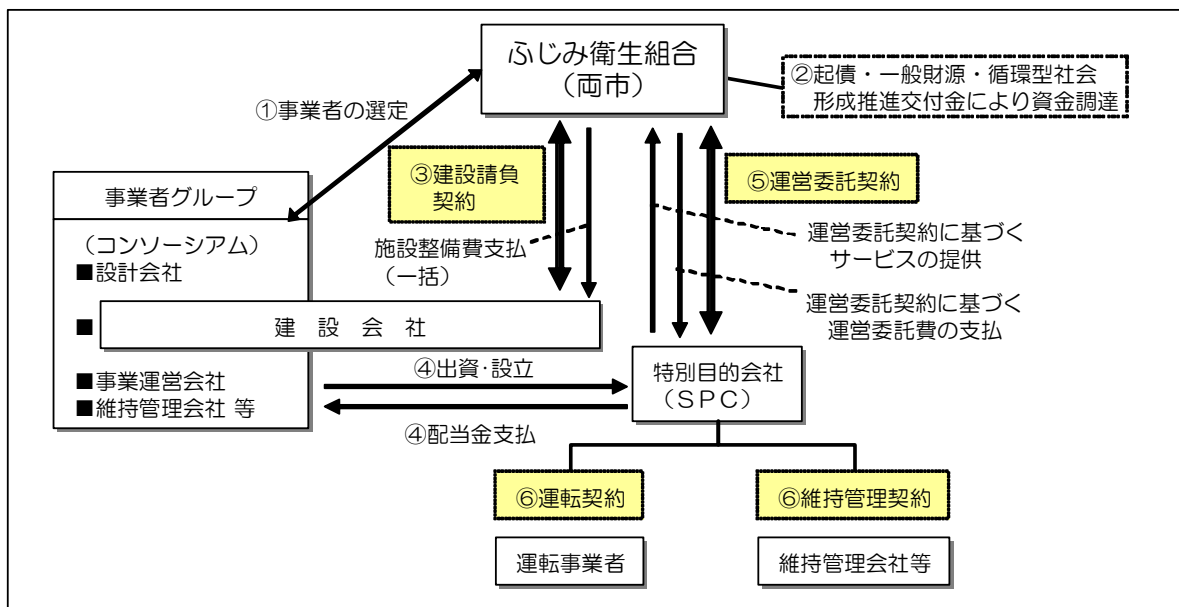 ふじみ衛生組合
(両市)
②起債・一般財源・循環型社会
形成推進交付金により資金調達
①事業者の選定
③建設請負
契約
⑤運営委託契約
事業者グループ
(コンソーシアム)
■設計会社
■
建 設 会 社
■事業運営会社
■維持管理会社 等
施設整備費支払
(一括)
運営委託契約に基づく
サービスの提供
運営委託契約に基づく
運営委託費の支払
④出資・設立
④配当金支払
特別目的会社
(SPC)
⑥運転契約
⑥維持管理契約
運転事業者
維持管理会社等